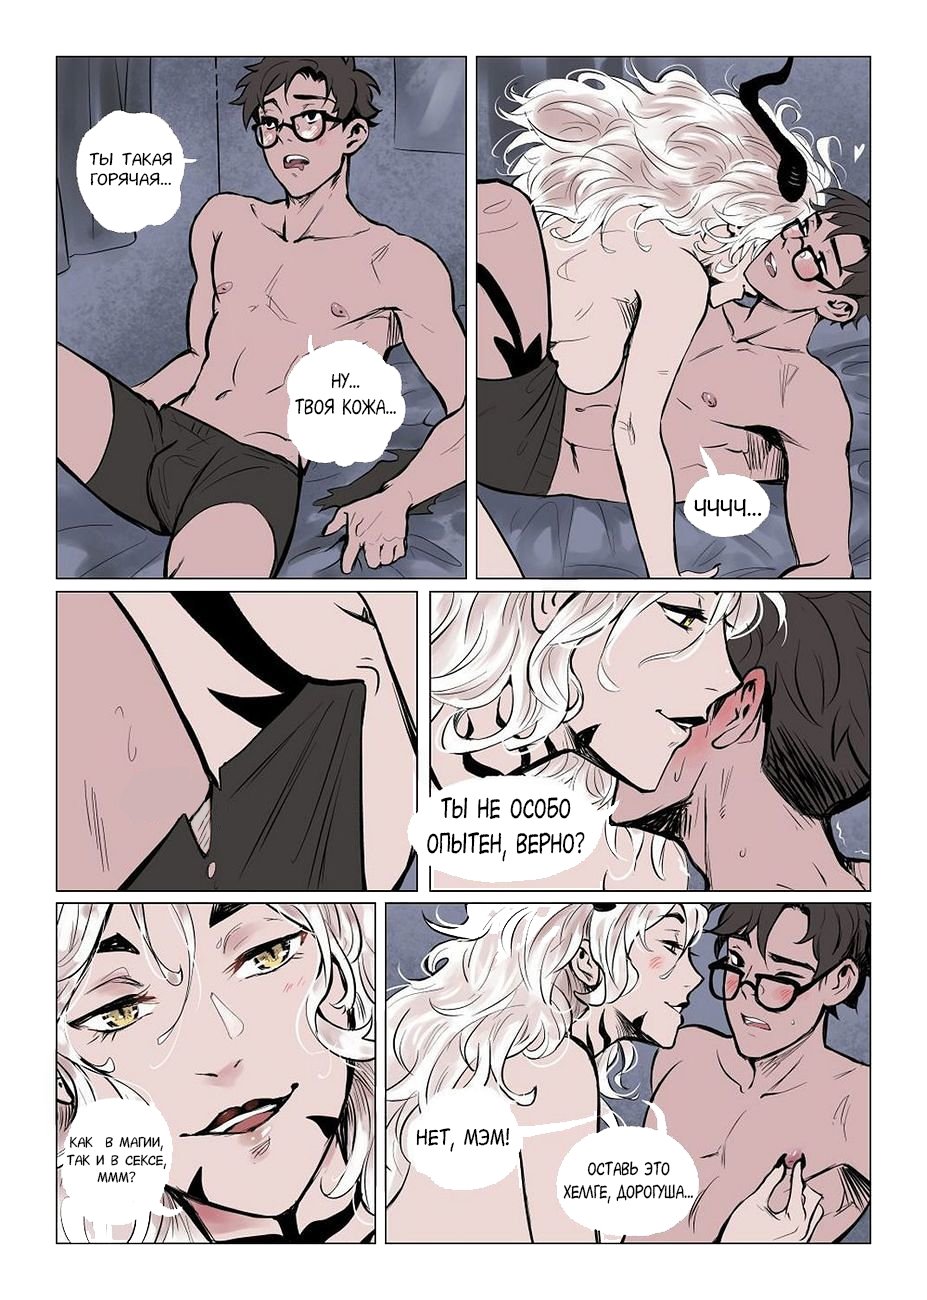 ТЫ ТАКАЯ
ГОРЯЧАЯ...
НУ...
ТВОЯ КОЖА...
ЧЧЧЧ...
ТЫ НЕ ОСОБО
ОПЫТЕН, ВЕРНО?
КАК В МАГИИ,
ТАК И В СЕКСЕ,
МММ?
НЕТ, МЭМ!
ОСТАВЬ ЭТО
ХЕЛЛГЕ, ДОРОГУША...